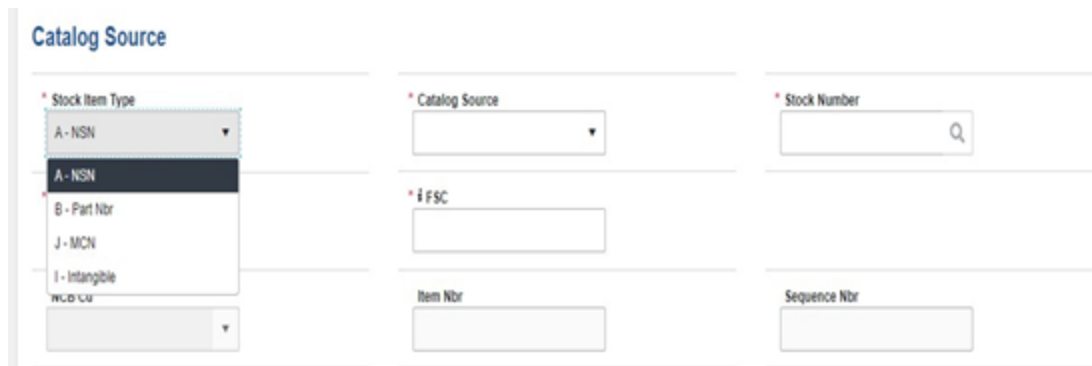 Catalog Source
* Stock Item Type
* Catalog Source
* Stock Number
A - NSN
A - NSN
B - Part Nbr
J - MCN
I - Intangible
*
* i FSC
NCB Cd
Item Nbr
Sequence Nbr